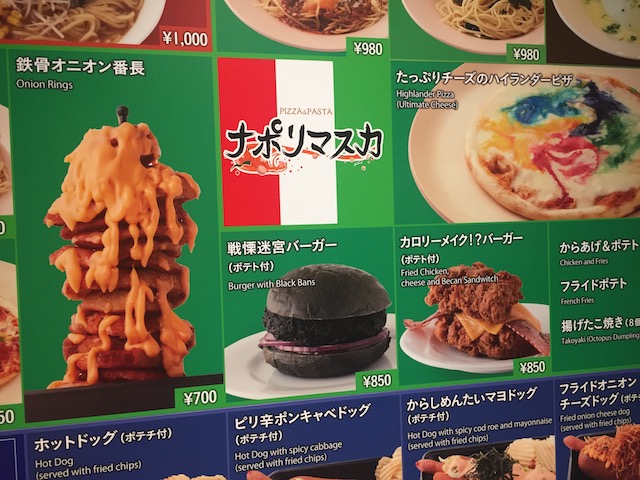 ¥1,000
¥980
¥980
鉄骨オニオン番長
Onion Rings
¥700
PIZZA&PASTA
ナポリマスカ
たっぷりチーズのハイランダーピザ
Highlander Pizza
(Ultimate Cheese)
戦慄迷宮バーガー
(ポテト付)
Burger with Black Bans
¥850
カロリーメイク!?バーガー
(ポテト付)
Fried Chicken,
cheese and Becan Sandwitch
¥850
からあげ&ポテト
Chicken and Fries
フライドポテト
French Fries
揚げたこ焼き(8個
Takoyaki (Octopus-Dumpling
50
ホットドッグ(ポテチ付)
Hot Dog
(served with fried chips)
ピリ辛ポンキャベドッグ
(ポテチ付)
Hot Dog with spicy cabbage
(served with fried chips)
からしめんたいマヨドッグ
(ポテチ付)
Hot Dog with spicy cod roe and mayonnaise
(served with fried chips)
フライドオニオン
チーズドッグ(ポテチ
Fried onion cheese dog
(served with fried chips)